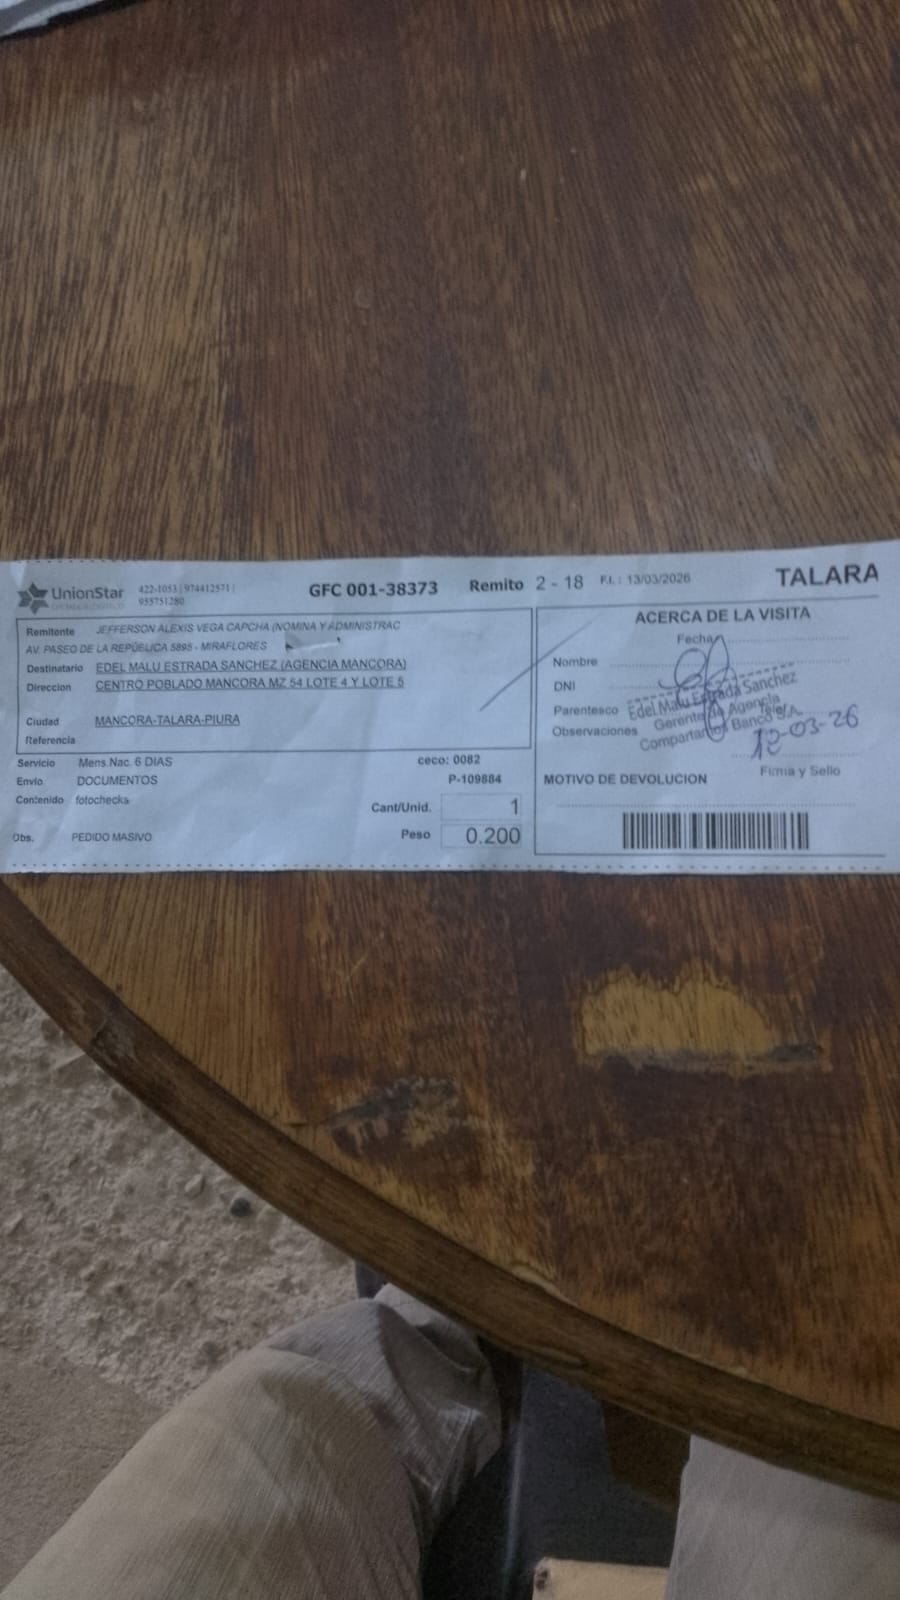 UnionStar 422-1053 | 974412571 |
955751280
GFC 001-38373 Remito 2 - 18 F.I. : 13/03/2026 TALARA
Remitente JEFFERSON ALEXIS VEGA CAPCHA (NOMINA Y ADMINISTRAC
AV. PASEO DE LA REPÚBLICA 5895 - MIRAFLORES
Destinatario EDEL MALU ESTRADA SANCHEZ (AGENCIA MANCORA)
Direccion CENTRO POBLADO MANCORA MZ 54 LOTE 4 Y LOTE 5
Ciudad MANCORA-TALARA-PIURA
Referencia
Servicio Mens.Nac. 6 DIAS ceco: 0082
Envio DOCUMENTOS P-109884
Contenido fotochecks
Cant/Unid. 1
Obs. PEDIDO MASIVO Peso 0.200
ACERCA DE LA VISITA
Fecha
Nombre
DNI
Parentesco
Observaciones
Edel Malu Estrada Sanchez
Gerente de Agencia
Compartamos Banco S.A
-03-26
MOTIVO DE DEVOLUCION Firma y Sello